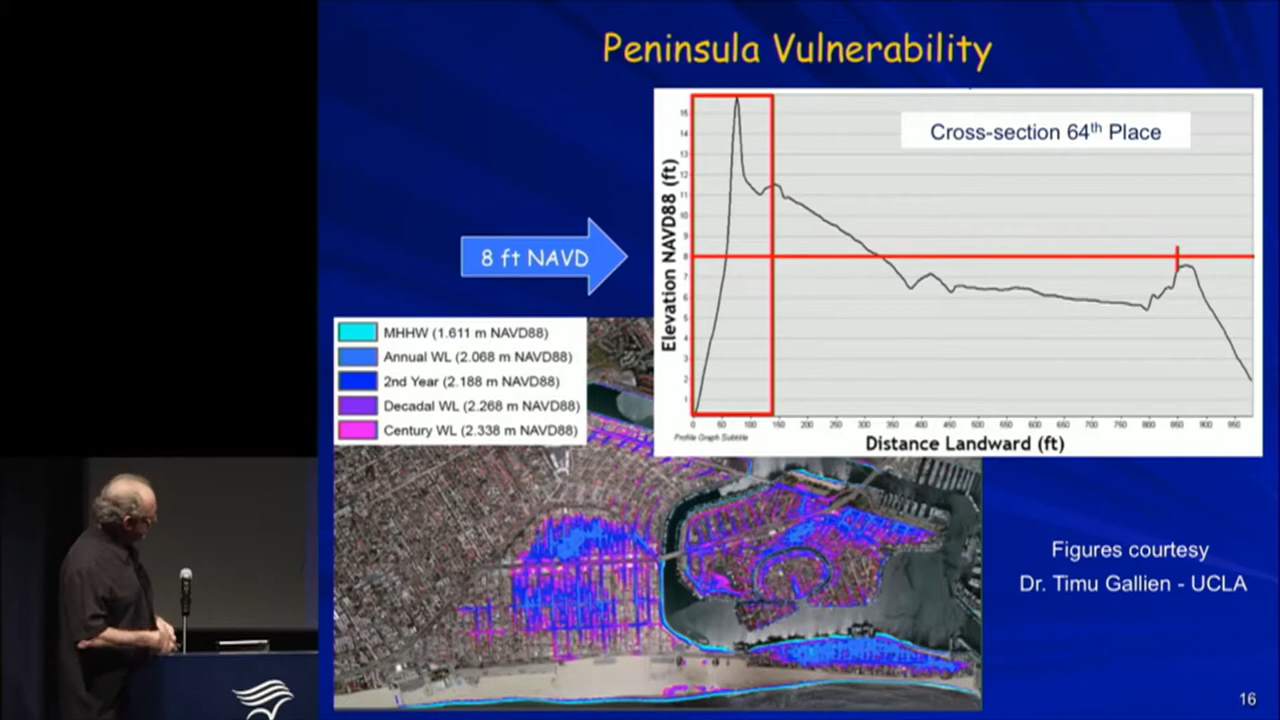 Peninsula Vulnerability
Cross-section 64th Place
8 ft NAVD
Elevation NAVD88 (ft)
15
14
13
12
11
10
9
8
7
6
5
4
3
2
1
0 50 100 150 200 250 300 350 400 450 500 550 600 650 700 750 800 850 900 950
Profile Graph Subtitle
Distance Landward (ft)
MHHW (1.611 m NAVD88)
Annual WL (2.068 m NAVD88)
2nd Year (2.188 m NAVD88)
Decadal WL (2.268 m NAVD88)
Century WL (2.338 m NAVD88)
Figures courtesy
Dr. Timu Gallien - UCLA
16